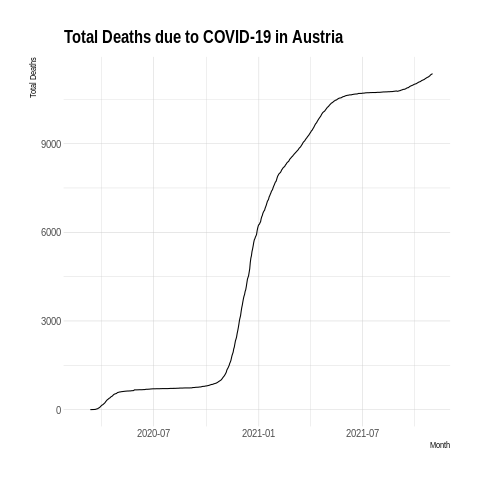 Total Deaths due to COVID-19 in Austria
Total Deaths
9000
6000
3000
0
2020-07
2021-01
2021-07
Month